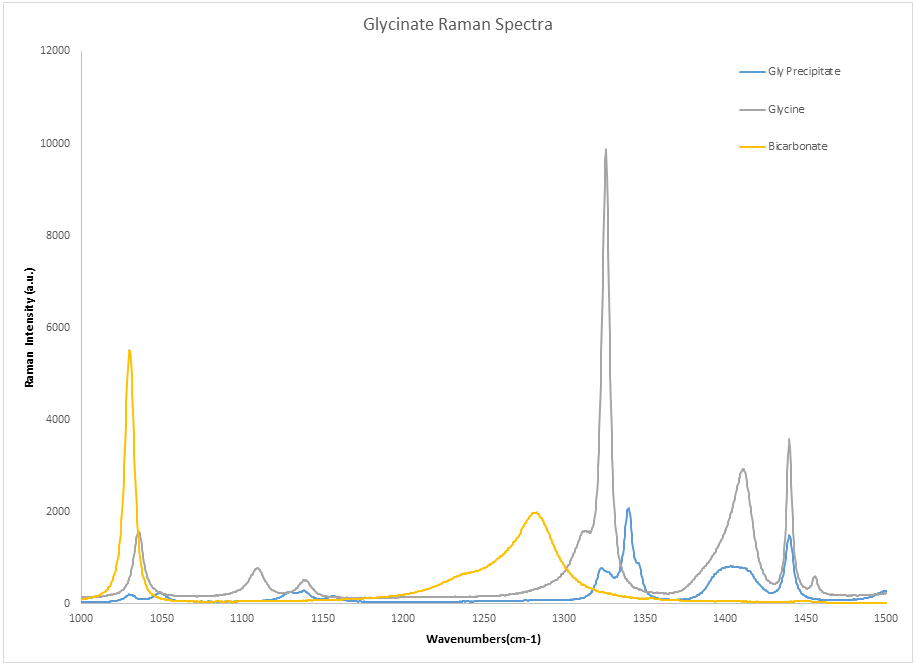 Glycinate Raman Spectra
12000
10000
8000
6000
4000
2000
0
Raman Intensity (a.u.)
Gly Precipitate
Glycine
Bicarbonate
1000 1050 1100 1150 1200 1250 1300 1350 1400 1450 1500
Wavenumbers(cm-1)